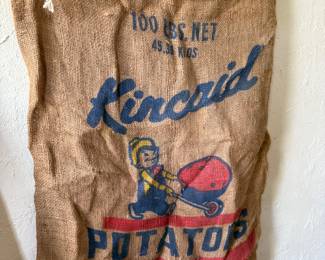 100 LBS. NET
45.36 KILOS
Kincaid
POTATOES